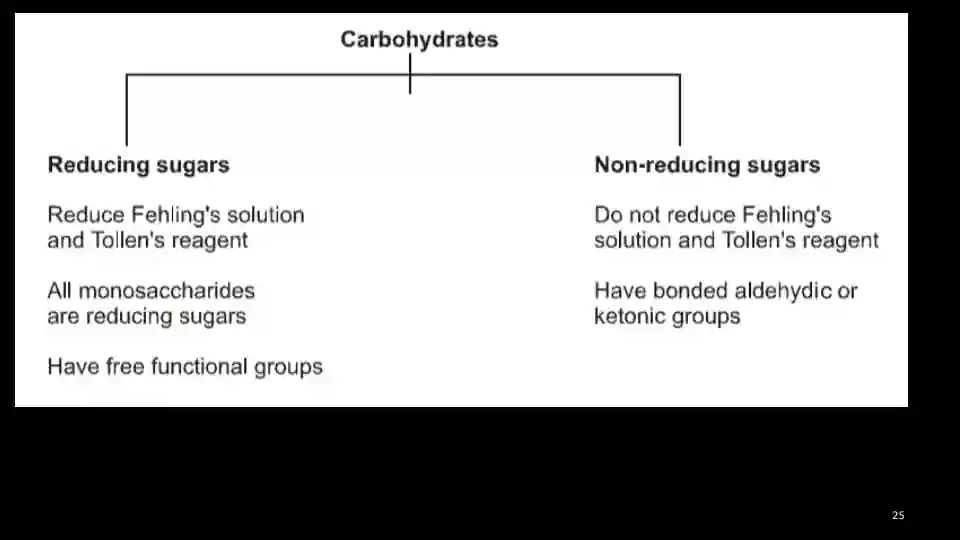 Carbohydrates
Reducing sugars
Reduce Fehling's solution
and Tollen's reagent
All monosaccharides
are reducing sugars
Have free functional groups
Non-reducing sugars
Do not reduce Fehling's
solution and Tollen's reagent
Have bonded aldehydic or
ketonic groups
25